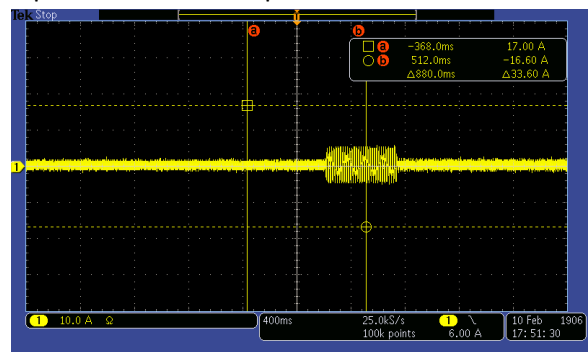 Tek Stop
T
a b
a -368.0ms 17.00 A
b 512.0ms -16.60 A
Δ880.0ms Δ33.60 A
1
1 10.0 A Ω
400ms 25.0kS/s 1 \ 10 Feb 1906
100k points 6.00 A 17:51:30